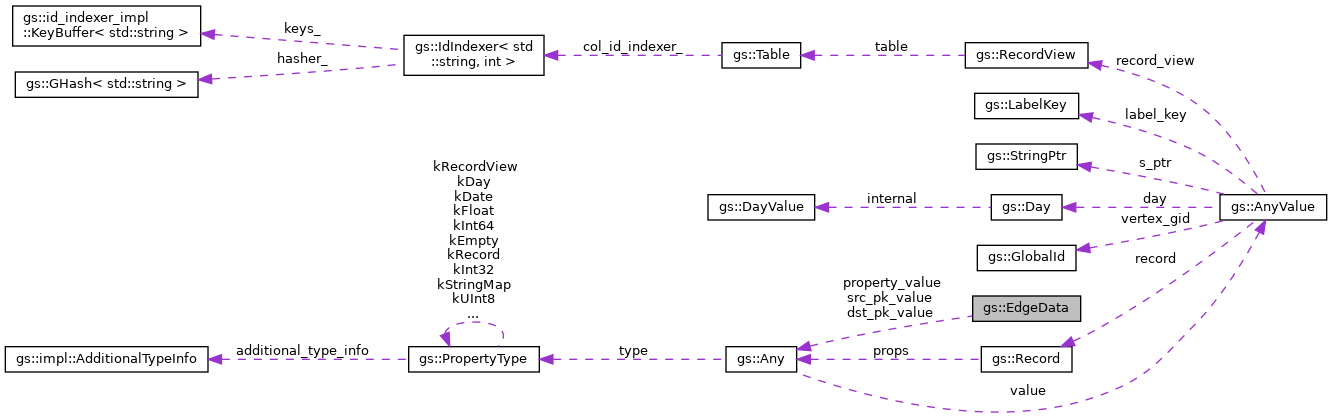 gs::id_indexer_impl
::KeyBuffer< std::string >
keys_
gs::IdIndexer< std
::string, int >
hasher_
gs::GHash< std::string >
col_id_indexer_
gs::Table
table
gs::RecordView
record_view
gs::LabelKey
label_key
gs::StringPtr
s_ptr
kRecordView
kDay
kDate
kFloat
kInt64
kEmpty
kRecord
kInt32
kStringMap
kUInt8
...
gs::DayValue
internal
gs::Day
day
gs::AnyValue
vertex_gid
gs::GlobalId
record
property_value
src_pk_value
dst_pk_value
gs::EdgeData
gs::impl::AdditionalTypeInfo
additional_type_info
gs::PropertyType
type
gs::Any
props
gs::Record
value